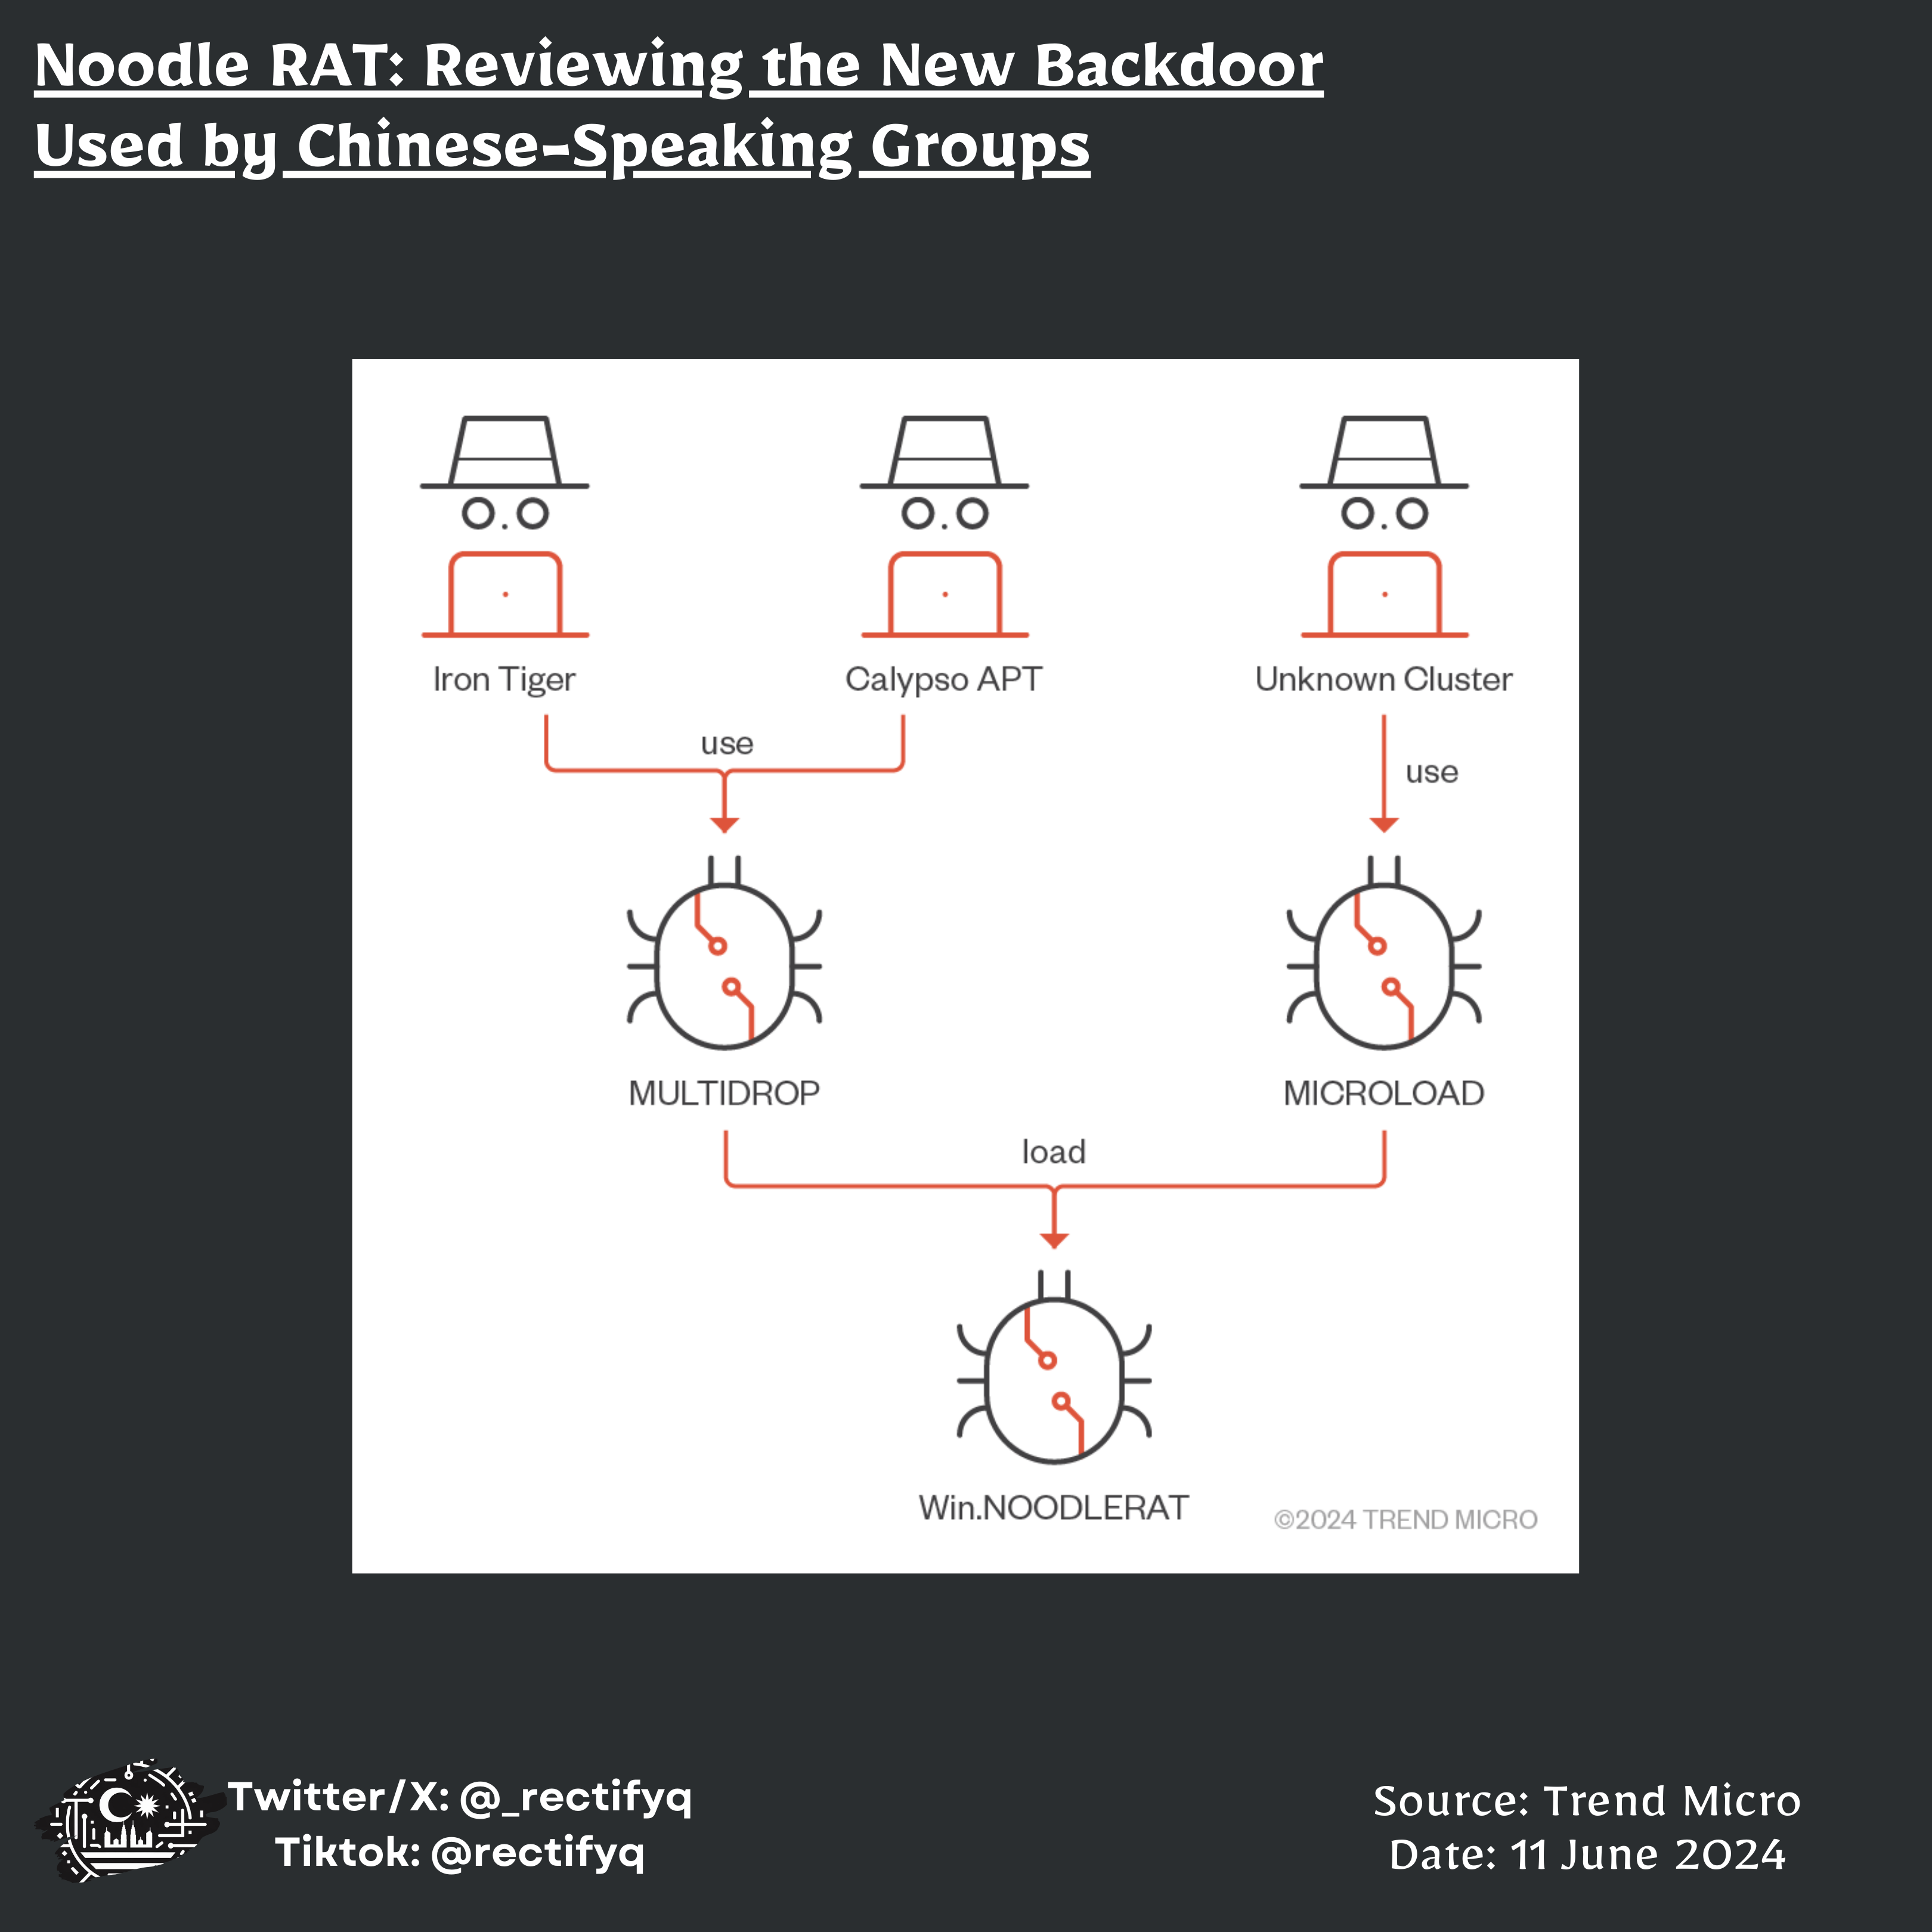 Noodle RAT: Reviewing the New Backdoor
Used by Chinese-Speaking Groups
Iron Tiger
Calypso APT
Unknown Cluster
use
use
MULTIDROP
MICROLOAD
load
Win.NOODLERAT
©2024 TREND MICRO
Twitter/X: @_rectifyq
Tiktok: @rectifyq
Source: Trend Micro
Date: 11 June 2024